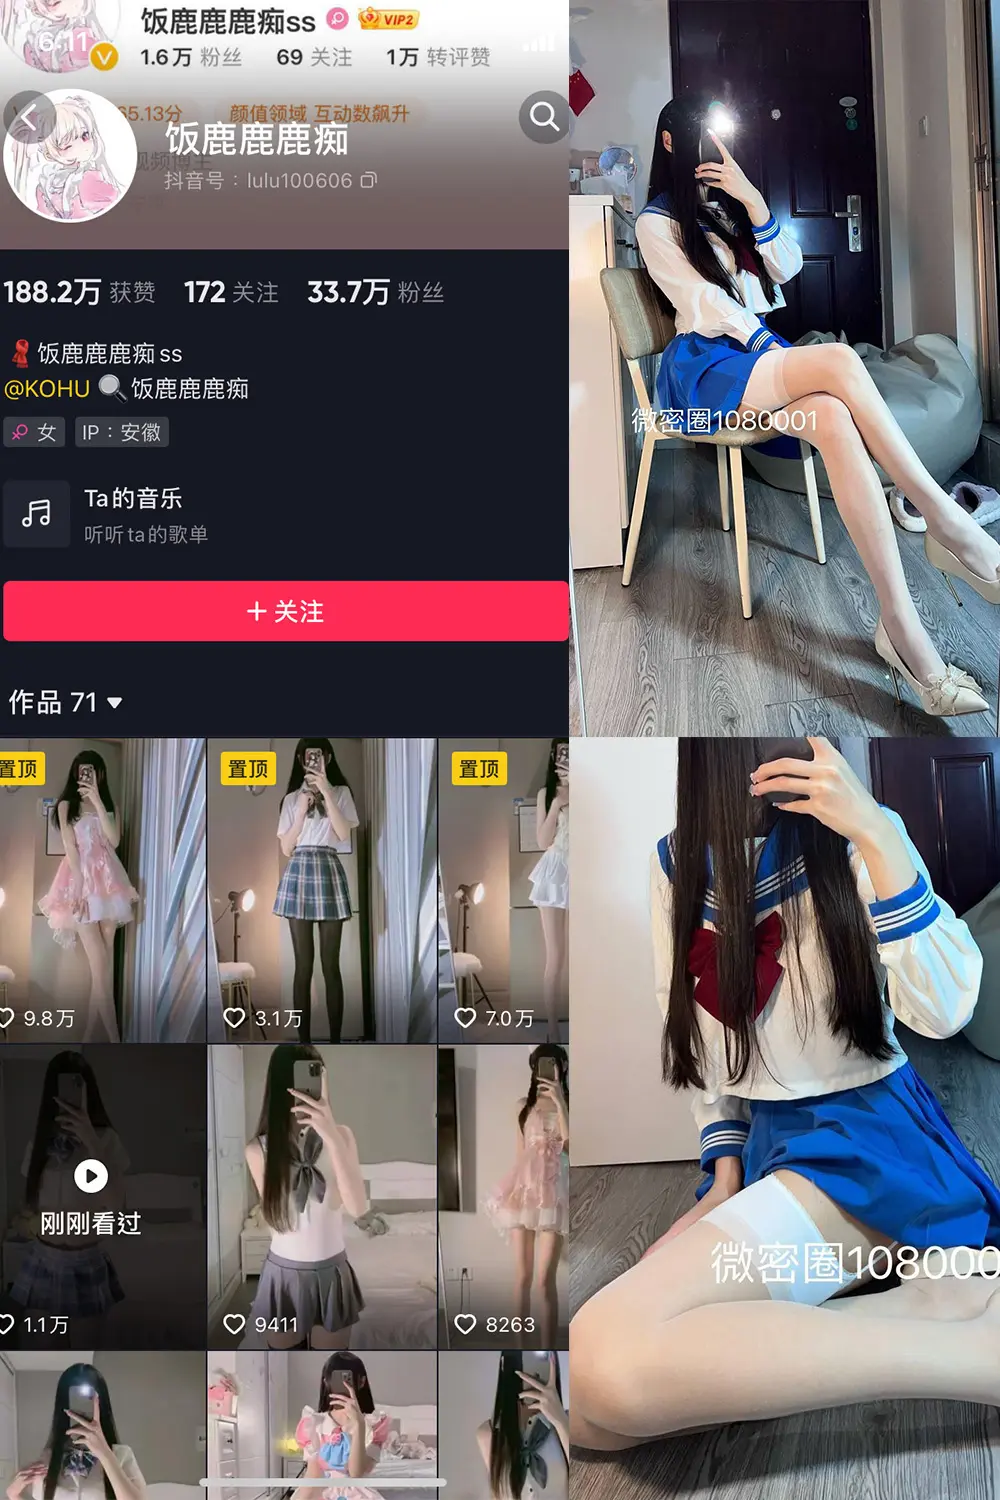 饭鹿鹿鹿痴ss
VIP2
6:11
1.6万 粉丝 69 关注 1万 转评赞
65.13分 颜值领域 互动数飙升
饭鹿鹿鹿痴
视频博主
抖音号：lulu100606
188.2万 获赞 172 关注 33.7万 粉丝
饭鹿鹿鹿痴ss
@KOHU 饭鹿鹿鹿痴
女 IP：安徽
Ta的音乐
听听ta的歌单
+ 关注
作品 71
置顶 置顶 置顶
9.8万 3.1万 7.0万
刚刚看过
1.1万 9411 8263
微密圈1080001
微密圈108000